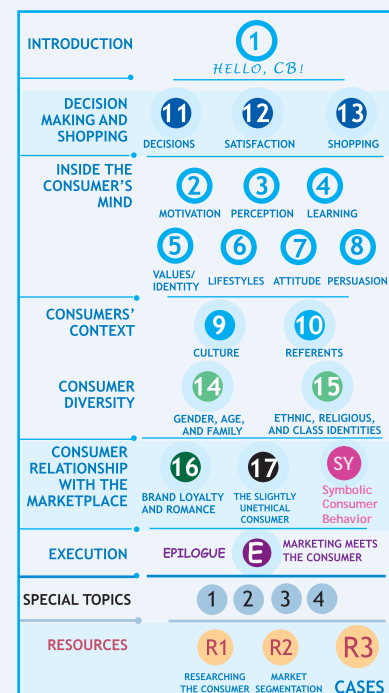 INTRODUCTION
1
HELLO, CB!
DECISION
MAKING AND
SHOPPING
11 12 13
DECISIONS SATISFACTION SHOPPING
INSIDE THE
CONSUMER'S
MIND
2 3 4
MOTIVATION PERCEPTION LEARNING
5 6 7 8
VALUES/
IDENTITY LIFESTYLES ATTITUDE PERSUASION
CONSUMERS'
CONTEXT
9 10
CULTURE REFERENTS
CONSUMER
DIVERSITY
14 15
GENDER, AGE,
AND FAMILY
ETHNIC, RELIGIOUS,
AND CLASS IDENTITIES
CONSUMER
RELATIONSHIP
WITH THE
MARKETPLACE
16 17 SY
BRAND LOYALTY
AND ROMANCE
THE SLIGHTLY
UNETHICAL
CONSUMER
Symbolic
Consumer
Behavior
EXECUTION
EPILOGUE E MARKETING MEETS
THE CONSUMER
SPECIAL TOPICS 1 2 3 4
RESOURCES R1 R2 R3
RESEARCHING
THE CONSUMER
MARKET
SEGMENTATION
CASES